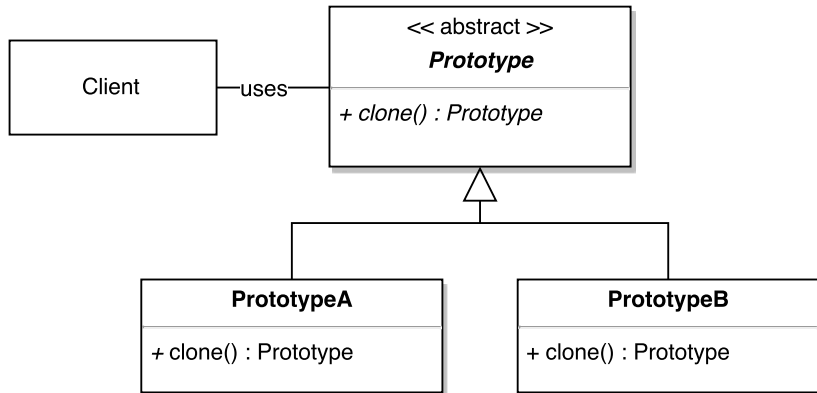 << abstract >>
Prototype
Client
uses
+ clone() : Prototype
PrototypeA
+ clone() : Prototype
PrototypeB
+ clone() : Prototype